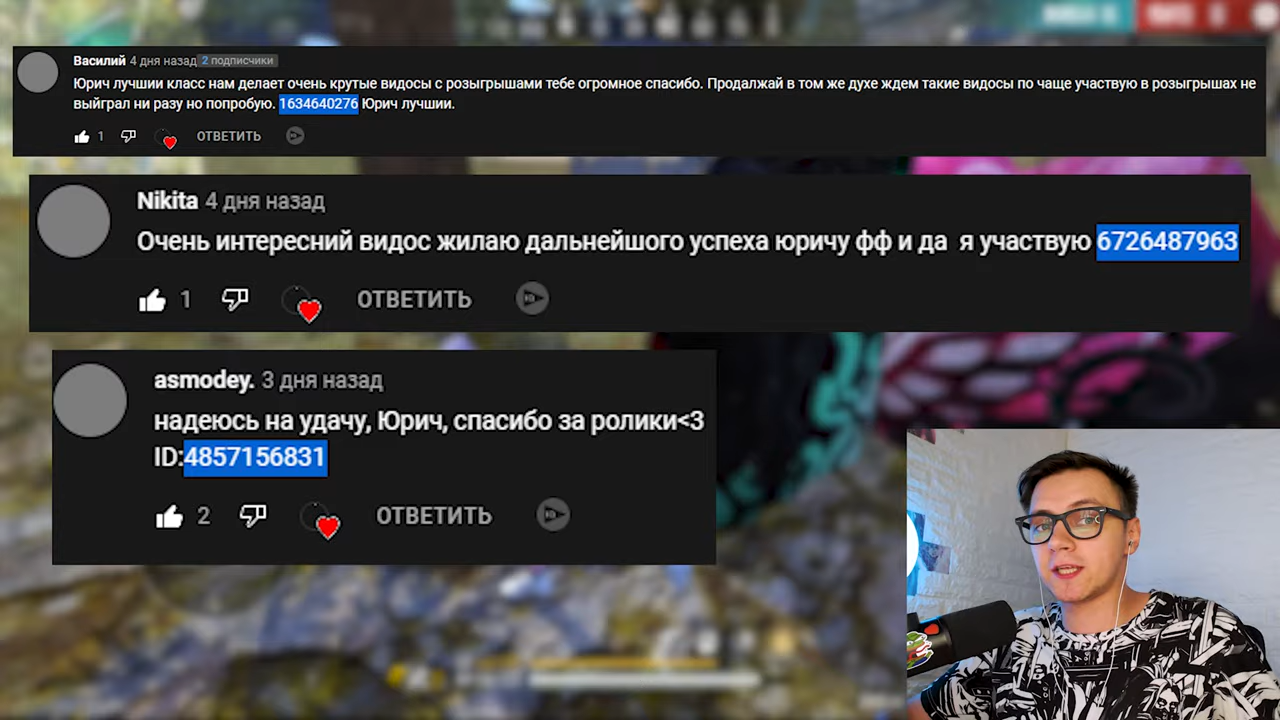 Василий 4 дня назад 2 подписчики
Юрич лучшии класс нам делает очень крутые видосы с розыгрышами тебе огромное спасибо. Продалжай в том же духе ждем такие видосы по чаще участвую в розыгрышах не
выйграл ни разу но попробую. 1634640276 Юрич лучшии.
1 ОТВЕТИТЬ
Nikita 4 дня назад
Очень интересний видос жилаю дальнейшого успеха юричу фф и да я участвую 6726487963
1 ОТВЕТИТЬ
asmodey. 3 дня назад
надеюсь на удачу, Юрич, спасибо за ролики<3
ID:4857156831
2 ОТВЕТИТЬ